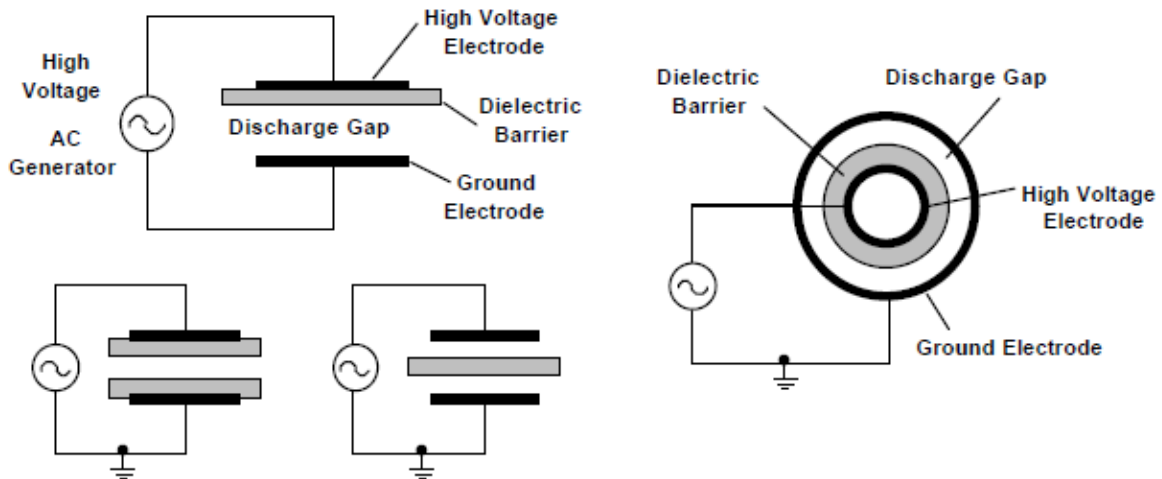 High Voltage
Electrode
High
Voltage
AC
Generator
Discharge Gap
Dielectric
Barrier
Ground
Electrode
Dielectric
Barrier
Discharge Gap
High Voltage
Electrode
Ground Electrode